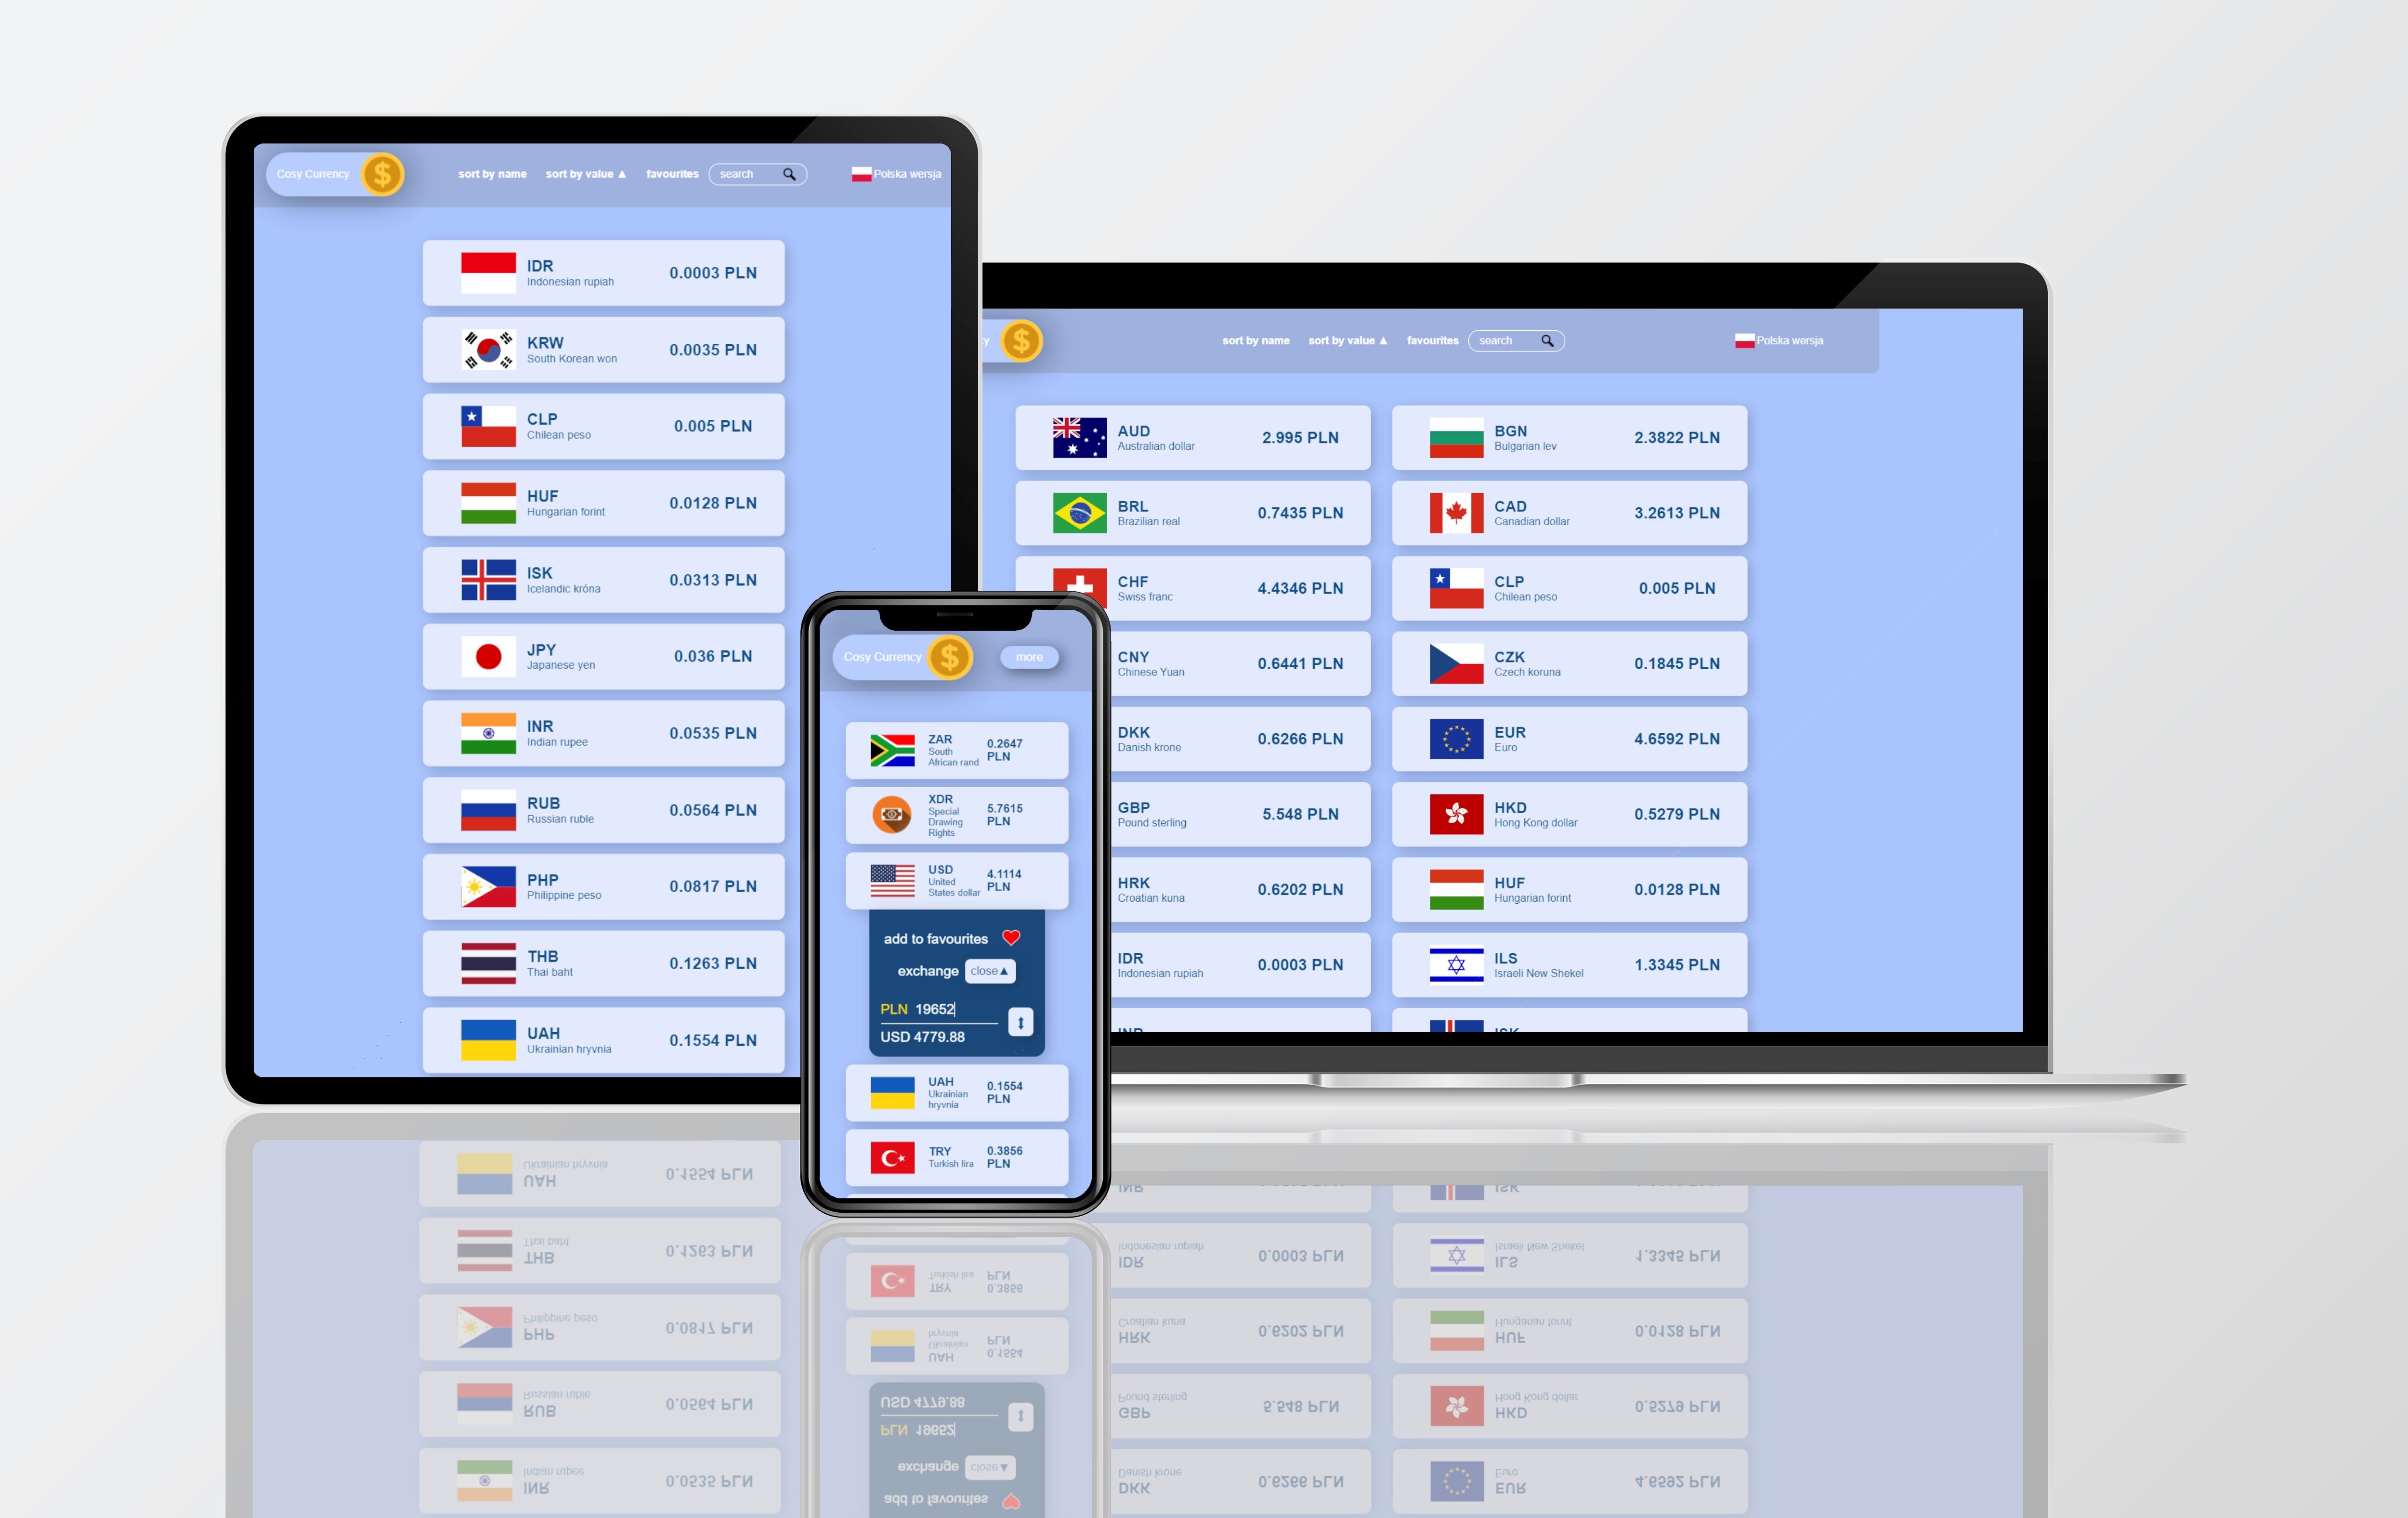 Cosy Currency
sort by name sort by value ▲ favourites search Polska wersja
IDR
Indonesian rupiah
0.0003 PLN
KRW
South Korean won
0.0035 PLN
CLP
Chilean peso
0.005 PLN
HUF
Hungarian forint
0.0128 PLN
ISK
Icelandic króna
0.0313 PLN
JPY
Japanese yen
0.036 PLN
INR
Indian rupee
0.0535 PLN
RUB
Russian ruble
0.0564 PLN
PHP
Philippine peso
0.0817 PLN
THB
Thai baht
0.1263 PLN
UAH
Ukrainian hryvnia
0.1554 PLN
sort by name sort by value ▲ favourites search Polska wersja
AUD
Australian dollar
2.995 PLN
BGN
Bulgarian lev
2.3822 PLN
BRL
Brazilian real
0.7435 PLN
CAD
Canadian dollar
3.2613 PLN
CHF
Swiss franc
4.4346 PLN
CLP
Chilean peso
0.005 PLN
CNY
Chinese Yuan
0.6441 PLN
CZK
Czech koruna
0.1845 PLN
DKK
Danish krone
0.6266 PLN
EUR
Euro
4.6592 PLN
GBP
Pound sterling
5.548 PLN
HKD
Hong Kong dollar
0.5279 PLN
HRK
Croatian kuna
0.6202 PLN
HUF
Hungarian forint
0.0128 PLN
IDR
Indonesian rupiah
0.0003 PLN
ILS
Israeli New Shekel
1.3345 PLN
INR
ISK
Cosy Currency
more
ZAR
South
African rand
0.2647
PLN
XDR
Special
Drawing
Rights
5.7615
PLN
USD
United
States dollar
4.1114
PLN
add to favourites
exchange close▲
PLN 19652
USD 4779.88
UAH
Ukrainian
hryvnia
0.1554
PLN
TRY
Turkish lira
0.3856
PLN